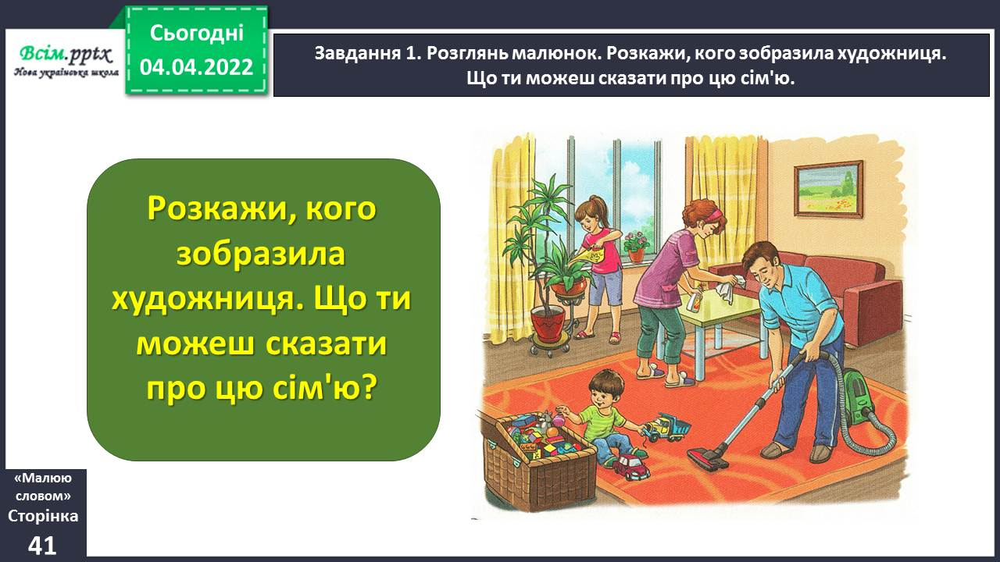 Всім.pptx
Нова українська школа
Сьогодні
04.04.2022
Завдання 1. Розглянь малюнок. Розкажи, кого зобразила художниця.
Що ти можеш сказати про цю сім'ю.
Розкажи, кого
зобразила
художниця. Що ти
можеш сказати
про цю сім'ю?
«Малюю
словом»
Сторінка
41